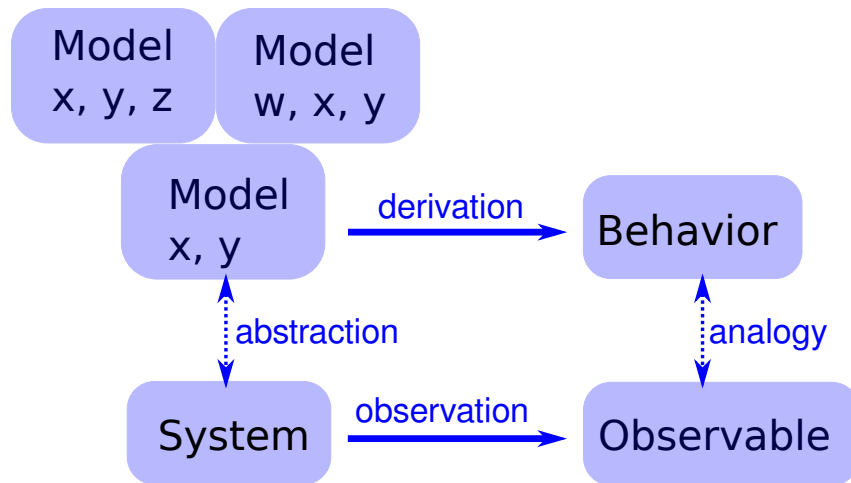 Model
x, y, z
Model
w, x, y
Model
x, y
derivation
Behavior
abstraction
analogy
System
observation
Observable